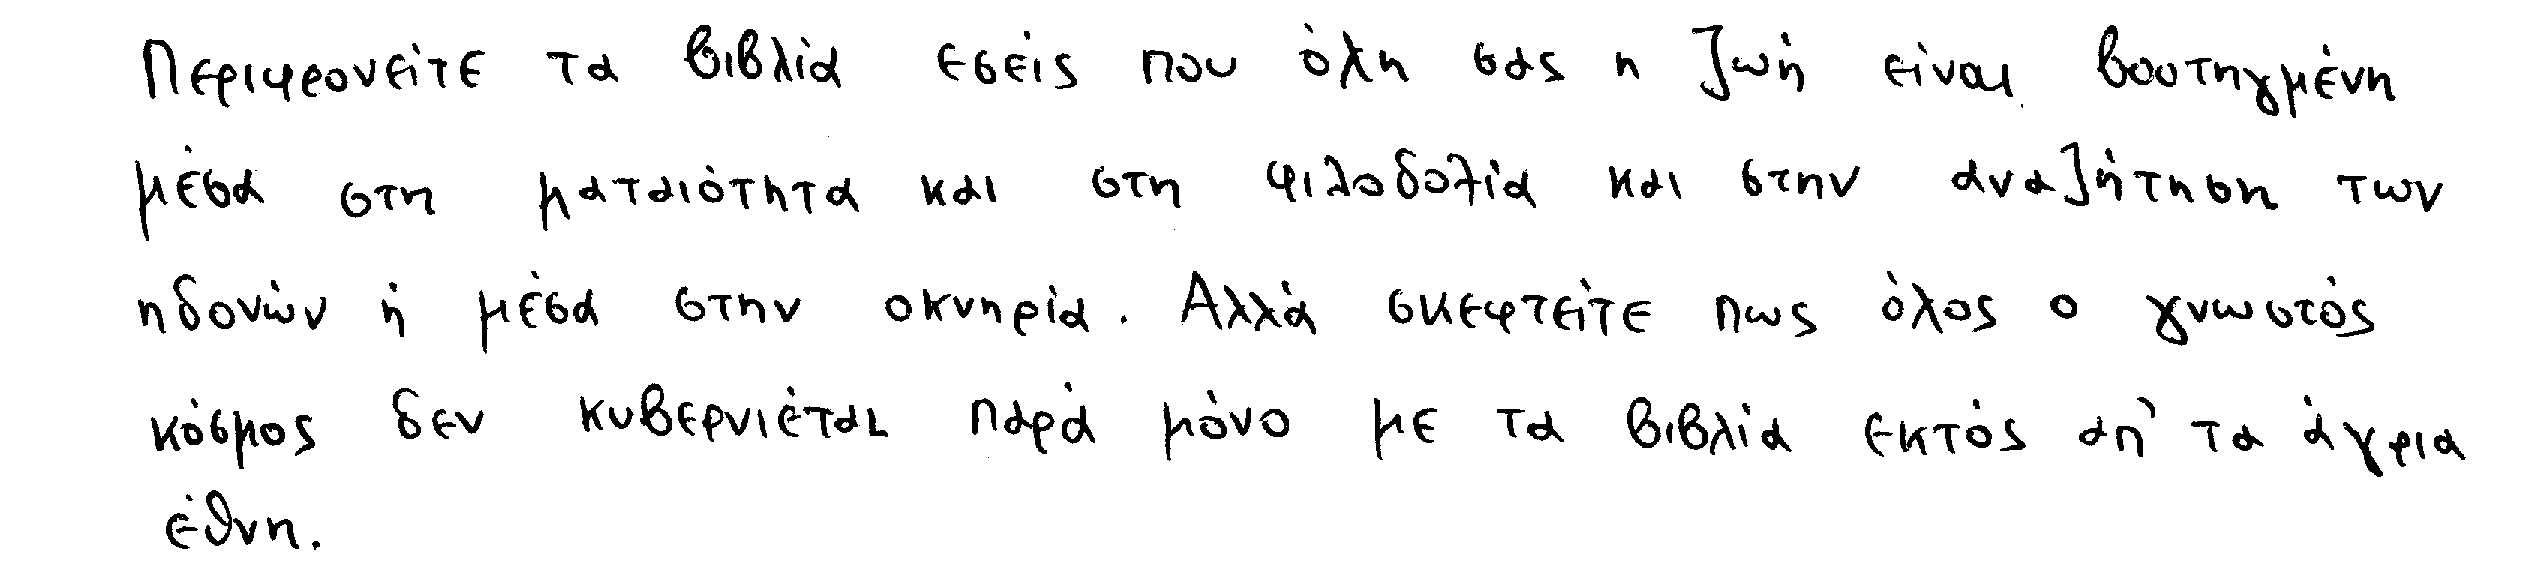 Περιφρονείτε τα βιβλία εσείς που όλη σας η ζωή είναι βουτηγμένη
μέσα στη ματαιότητα και στη φιλοδολία και στην αναζήτηση των
ηδονών ή μέσα στην οκνηρία. Αλλά σκεφτείτε πως όλος ο γνωστός
κόσμος δεν κυβερνιέται παρά μόνο με τα βιβλία εκτός απ' τα άγρια
έθνη.